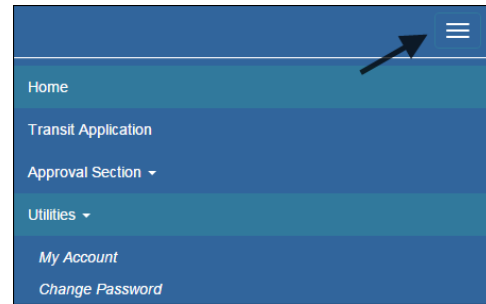 Home
Transit Application
Approval Section
Utilities
My Account
Change Password